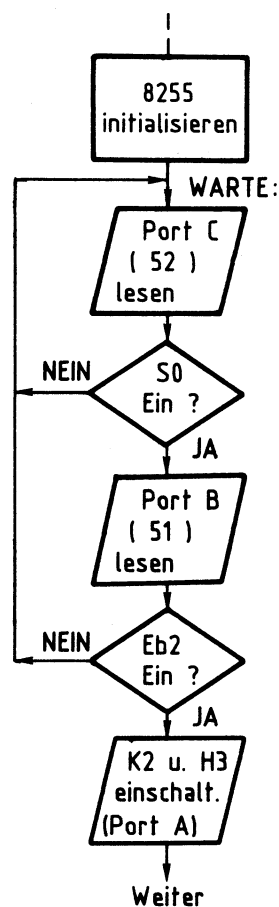 8255
initialisieren
WARTE:
Port C
( 52 )
lesen
NEIN
S0
Ein ?
JA
Port B
( 51 )
lesen
NEIN
Eb2
Ein ?
JA
K2 u. H3
einschalt.
(Port A)
Weiter